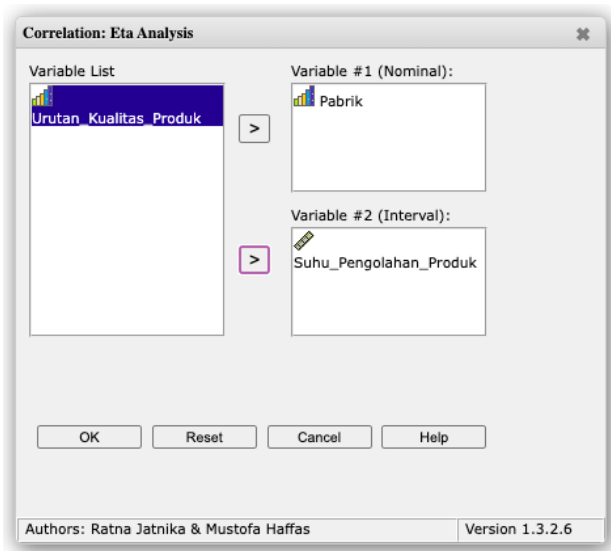 Correlation: Eta Analysis
Variable List
Urutan_Kualitas_Produk
>
Variable #1 (Nominal):
Pabrik
Variable #2 (Interval):
>
Suhu_Pengolahan_Produk
OK
Reset
Cancel
Help
Authors: Ratna Jatnika & Mustofa Haffas
Version 1.3.2.6